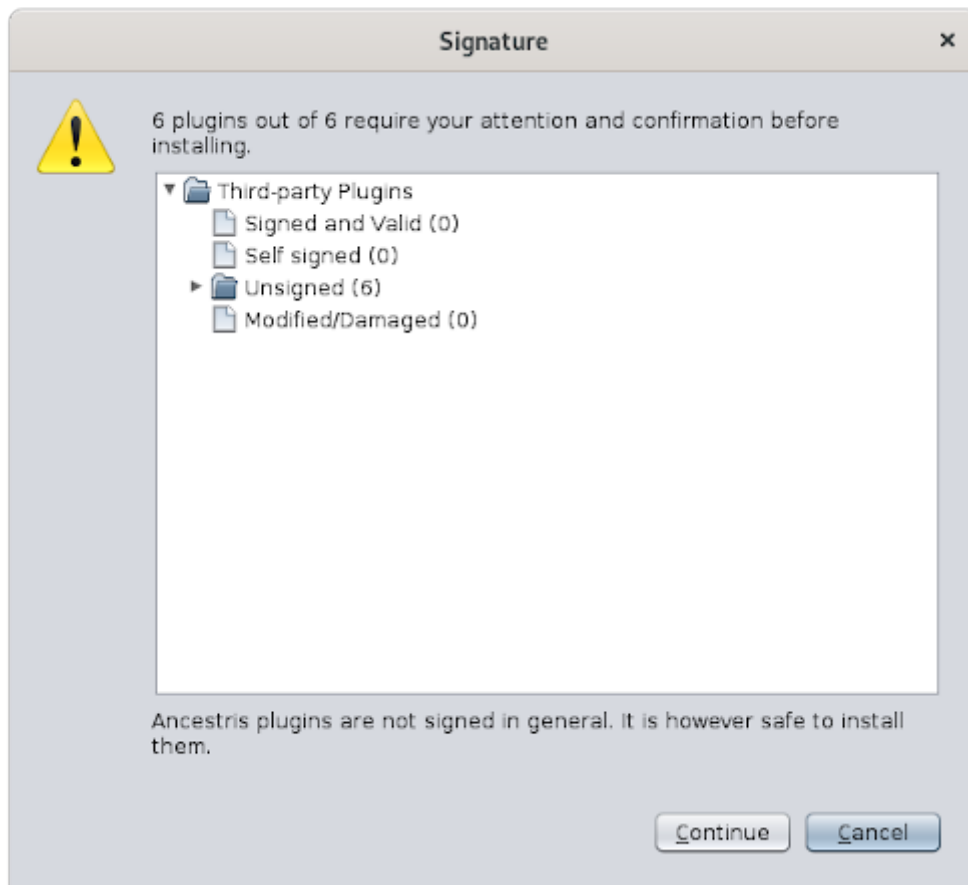 Signature
6 plugins out of 6 require your attention and confirmation before
installing.
Third-party Plugins
Signed and Valid (0)
Self signed (0)
Unsigned (6)
Modified/Damaged (0)
Ancestris plugins are not signed in general. It is however safe to install
them.
Continue
Cancel